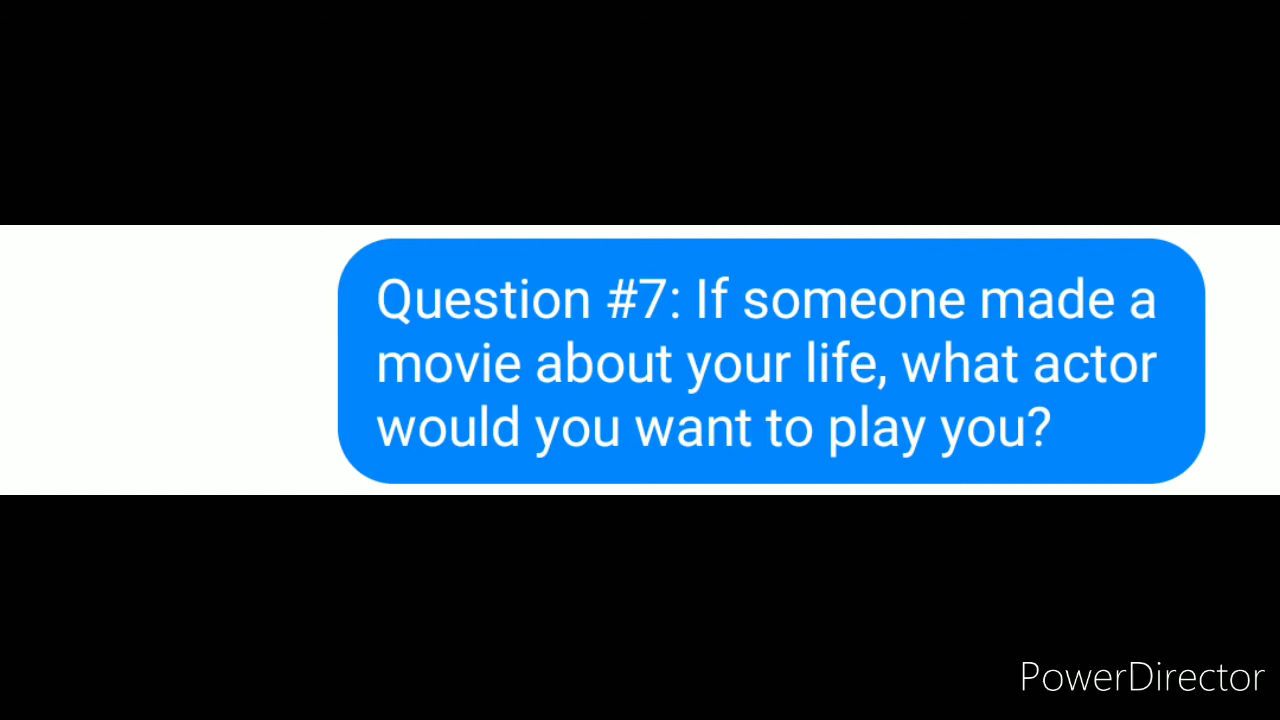 Question #7: If someone made a
movie about your life, what actor
would you want to play you?
PowerDirector